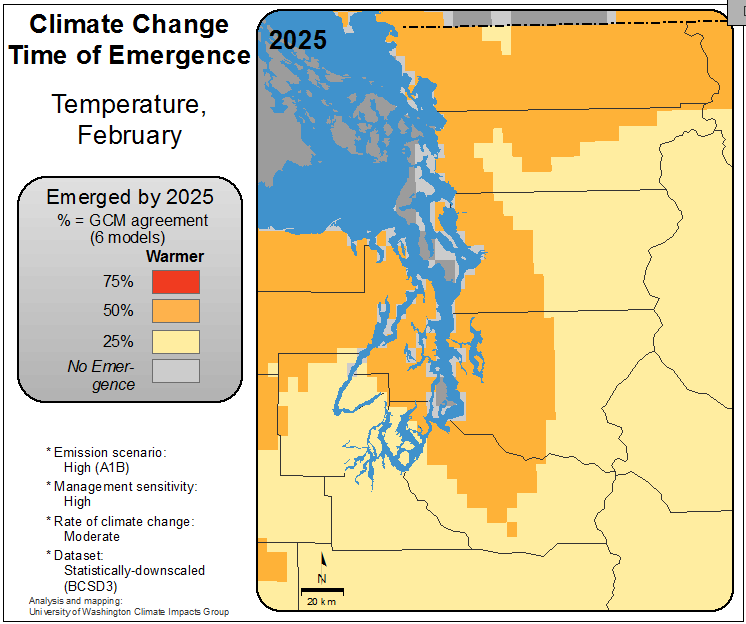 Climate Change
Time of Emergence
2025
Temperature,
February
Emerged by 2025
% = GCM agreement
(6 models)
Warmer
75%
50%
25%
No Emer-
gence
* Emission scenario:
High (A1B)
* Management sensitivity:
High
* Rate of climate change:
Moderate
* Dataset:
Statistically-downscaled
(BCSD3)
Analysis and mapping:
University of Washington Climate Impacts Group
N
20 km